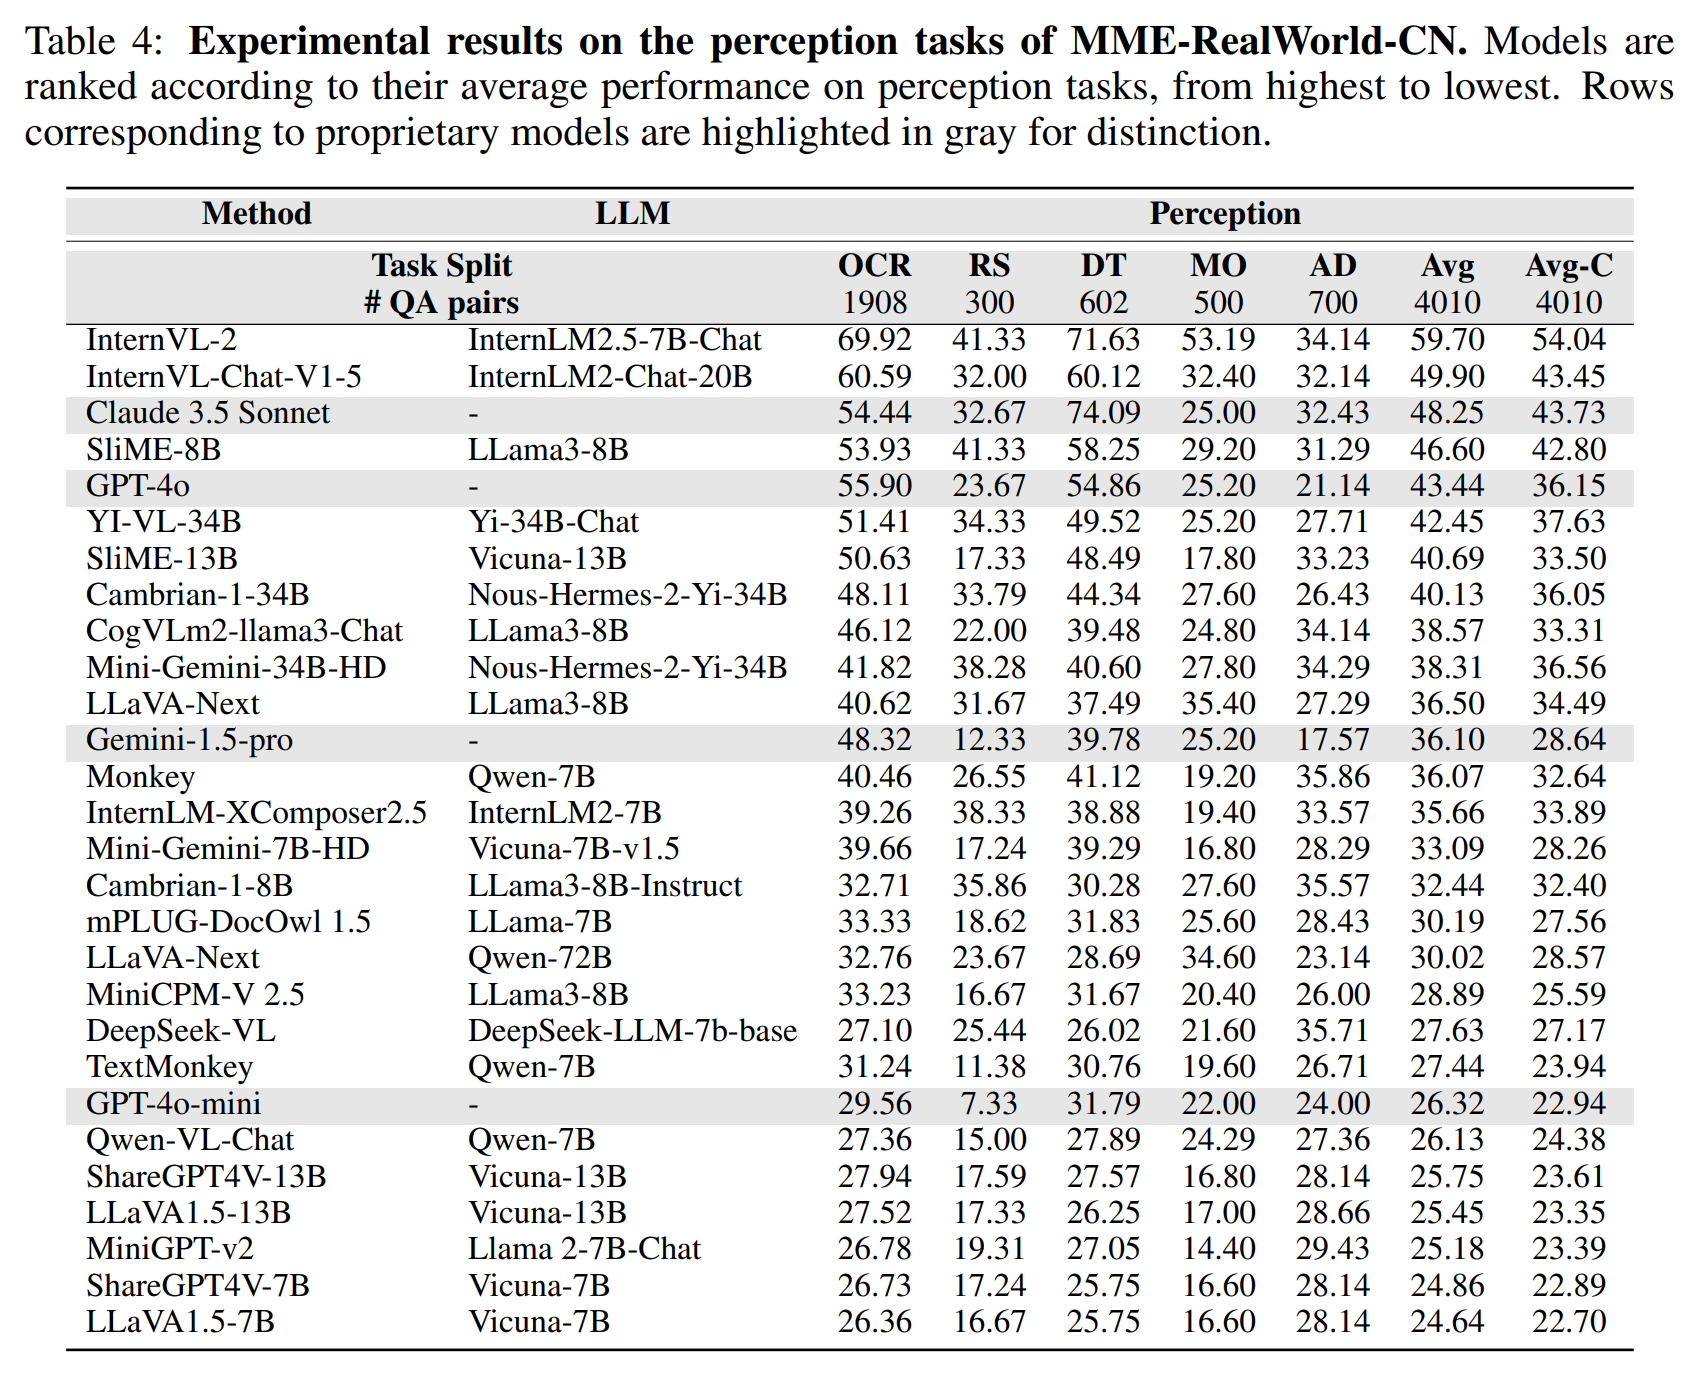 Table 4: Experimental results on the perception tasks of MME-RealWorld-CN. Models are
ranked according to their average performance on perception tasks, from highest to lowest. Rows
corresponding to proprietary models are highlighted in gray for distinction.
Method LLM Perception
Task Split OCR RS DT MO AD Avg Avg-C
# QA pairs 1908 300 602 500 700 4010 4010
InternVL-2 InternLM2.5-7B-Chat 69.92 41.33 71.63 53.19 34.14 59.70 54.04
InternVL-Chat-V1-5 InternLM2-Chat-20B 60.59 32.00 60.12 32.40 32.14 49.90 43.45
Claude 3.5 Sonnet - 54.44 32.67 74.09 25.00 32.43 48.25 43.73
SliME-8B LLama3-8B 53.93 41.33 58.25 29.20 31.29 46.60 42.80
GPT-4o - 55.90 23.67 54.86 25.20 21.14 43.44 36.15
YI-VL-34B Yi-34B-Chat 51.41 34.33 49.52 25.20 27.71 42.45 37.63
SliME-13B Vicuna-13B 50.63 17.33 48.49 17.80 33.23 40.69 33.50
Cambrian-1-34B Nous-Hermes-2-Yi-34B 48.11 33.79 44.34 27.60 26.43 40.13 36.05
CogVLm2-llama3-Chat LLama3-8B 46.12 22.00 39.48 24.80 34.14 38.57 33.31
Mini-Gemini-34B-HD Nous-Hermes-2-Yi-34B 41.82 38.28 40.60 27.80 34.29 38.31 36.56
LLaVA-Next LLama3-8B 40.62 31.67 37.49 35.40 27.29 36.50 34.49
Gemini-1.5-pro - 48.32 12.33 39.78 25.20 17.57 36.10 28.64
Monkey Qwen-7B 40.46 26.55 41.12 19.20 35.86 36.07 32.64
InternLM-XComposer2.5 InternLM2-7B 39.26 38.33 38.88 19.40 33.57 35.66 33.89
Mini-Gemini-7B-HD Vicuna-7B-v1.5 39.66 17.24 39.29 16.80 28.29 33.09 28.26
Cambrian-1-8B LLama3-8B-Instruct 32.71 35.86 30.28 27.60 35.57 32.44 32.40
mPLUG-DocOwl 1.5 LLama-7B 33.33 18.62 31.83 25.60 28.43 30.19 27.56
LLaVA-Next Qwen-72B 32.76 23.67 28.69 34.60 23.14 30.02 28.57
MiniCPM-V 2.5 LLama3-8B 33.23 16.67 31.67 20.40 26.00 28.89 25.59
DeepSeek-VL DeepSeek-LLM-7b-base 27.10 25.44 26.02 21.60 35.71 27.63 27.17
TextMonkey Qwen-7B 31.24 11.38 30.76 19.60 26.71 27.44 23.94
GPT-4o-mini - 29.56 7.33 31.79 22.00 24.00 26.32 22.94
Qwen-VL-Chat Qwen-7B 27.36 15.00 27.89 24.29 27.36 26.13 24.38
ShareGPT4V-13B Vicuna-13B 27.94 17.59 27.57 16.80 28.14 25.75 23.61
LLaVA1.5-13B Vicuna-13B 27.52 17.33 26.25 17.00 28.66 25.45 23.35
MiniGPT-v2 Llama 2-7B-Chat 26.78 19.31 27.05 14.40 29.43 25.18 23.39
ShareGPT4V-7B Vicuna-7B 26.73 17.24 25.75 16.60 28.14 24.86 22.89
LLaVA1.5-7B Vicuna-7B 26.36 16.67 25.75 16.60 28.14 24.64 22.70